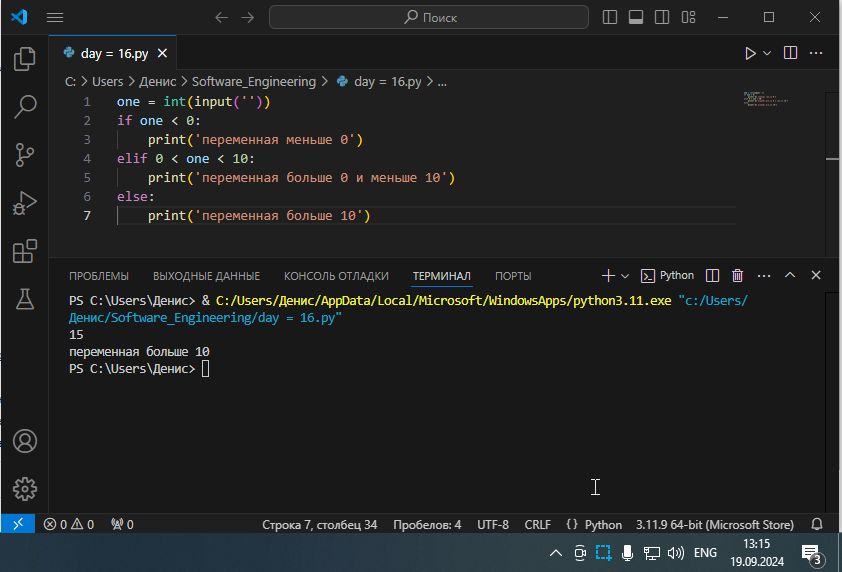 Поиск
day = 16.py
C: > Users > Денис > Software_Engineering > day = 16.py > ...
1 one = int(input(''))
2 if one < 0:
3 print('переменная меньше 0')
4 elif 0 < one < 10:
5 print('переменная больше 0 и меньше 10')
6 else:
7 print('переменная больше 10')
ПРОБЛЕМЫ ВЫХОДНЫЕ ДАННЫЕ КОНСОЛЬ ОТЛАДКИ ТЕРМИНАЛ ПОРТЫ
Python
PS C:\Users\Денис> & C:/Users/Денис/AppData/Local/Microsoft/WindowsApps/python3.11.exe "c:/Users/
Денис/Software_Engineering/day = 16.py"
15
переменная больше 10
PS C:\Users\Денис>
0 0 0 Строка 7, столбец 34 Пробелов: 4 UTF-8 CRLF {} Python 3.11.9 64-bit (Microsoft Store)
ENG
13:15
19.09.2024
3